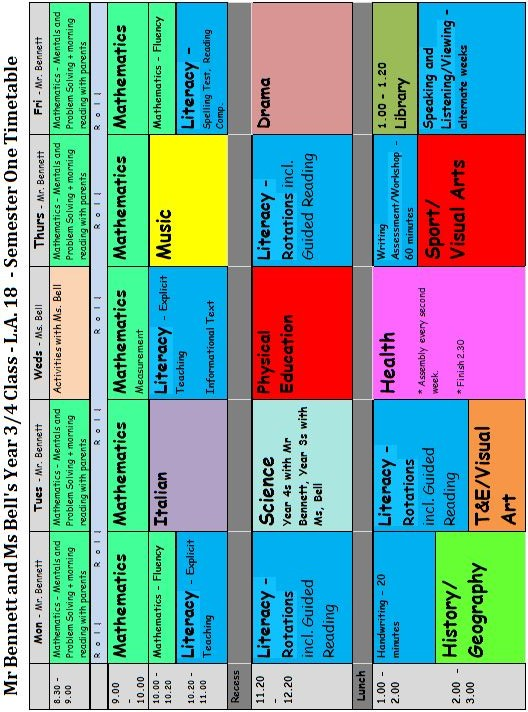 Mr Bennett and Ms Bell's Year 3/4 Class - L.A. 18 - Semester One Timetable
Mon - Mr. Bennett
Tues - Mr. Bennett
Weds - Ms. Bell
Thurs - Mr. Bennett
Fri - Mr. Bennett
8.30 -
9.00
Mathematics - Mentals and
Problem Solving + morning
reading with parents
Mathematics - Mentals and
Problem Solving + morning
reading with parents
Activities with Ms. Bell
Mathematics - Mentals and
Problem Solving + morning
reading with parents
Mathematics - Mentals and
Problem Solving + morning
reading with parents
Roll
Roll
Roll
Roll
Roll
9.00
-
10.00
Mathematics
Mathematics
Mathematics
Measurement
Mathematics
Mathematics
10.00 -
10.20
Mathematics - Fluency
Italian
Literacy - Explicit
Teaching
Informational Text
Music
Mathematics - Fluency
10.20 -
11.00
Literacy - Explicit
Teaching
Literacy -
Spelling Test, Reading
Comp.
Recess
11.20
-
12.20
Literacy -
Rotations
incl. Guided
Reading
Science
Year 4s with Mr
Bennett, Year 3s with
Ms, Bell
Physical
Education
Literacy -
Rotations incl.
Guided Reading
Drama
Lunch
1.00 -
2.00
Handwriting - 20
minutes
Literacy -
Rotations
incl. Guided
Reading
Health
* Assembly every second
week.
* Finish 2.30
Writing
Assessment/Workshop -
60 minutes
1.00 - 1.20
Library
2.00 -
3.00
History/
Geography
T&E/Visual
Art
Sport/
Visual Arts
Speaking and
Listening/Viewing -
alternate weeks